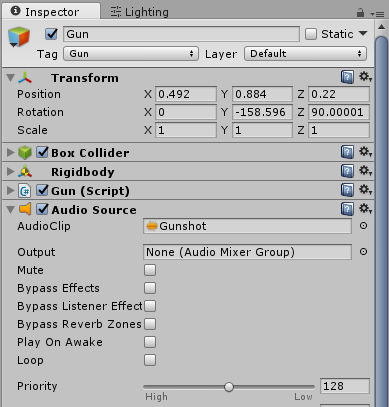 Inspector Lighting
Gun Static
Tag Gun Layer Default
Transform
Position X 0.492 Y 0.884 Z 0.22
Rotation X 0 Y -158.596 Z 90.00001
Scale X 1 Y 1 Z 1
Box Collider
Rigidbody
Gun (Script)
Audio Source
AudioClip Gunshot
Output None (Audio Mixer Group)
Mute
Bypass Effects
Bypass Listener Effect
Bypass Reverb Zones
Play On Awake
Loop
Priority 128
High Low